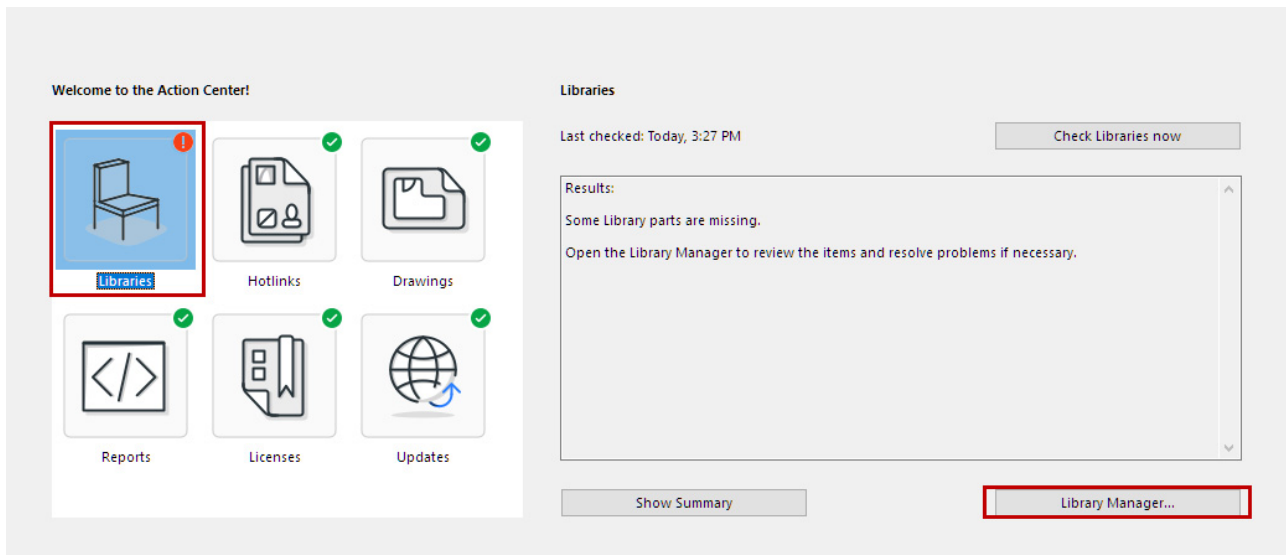 Welcome to the Action Center!
Libraries
Hotlinks
Drawings
Reports
Licenses
Updates
Libraries
Last checked: Today, 3:27 PM
Check Libraries now
Results:
Some Library parts are missing.
Open the Library Manager to review the items and resolve problems if necessary.
Show Summary
Library Manager...